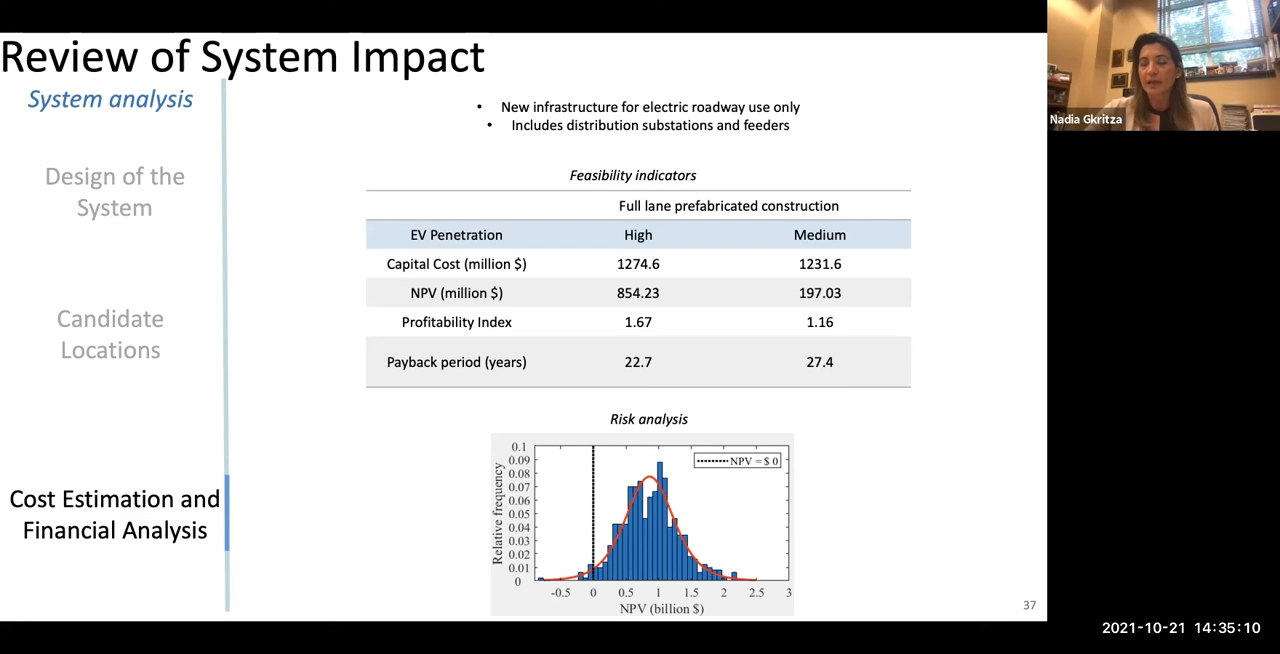 Review of System Impact
System analysis
Design of the
System
Candidate
Locations
Cost Estimation and
Financial Analysis
• New infrastructure for electric roadway use only
• Includes distribution substations and feeders
Feasibility indicators
Full lane prefabricated construction
EV Penetration High Medium
Capital Cost (million $) 1274.6 1231.6
NPV (million $) 854.23 197.03
Profitability Index 1.67 1.16
Payback period (years) 22.7 27.4
Risk analysis
0.1
0.09
0.08
0.07
0.06
0.05
0.04
0.03
0.02
0.01
0
Relative frequency
NPV = $ 0
-0.5 0 0.5 1 1.5 2 2.5 3
NPV (billion $)
37
Nadia Gkritza
2021-10-21 14:35:10